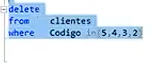 delete
from clientes
where Codigo in(5,4,3,2)